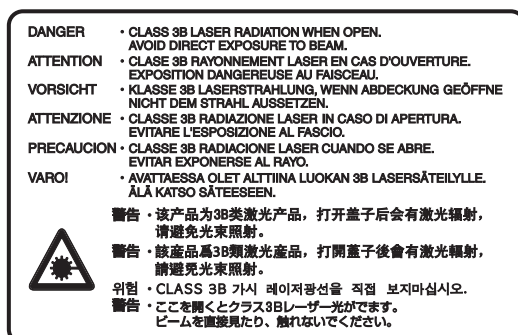 DANGER · CLASS 3B LASER RADIATION WHEN OPEN.
AVOID DIRECT EXPOSURE TO BEAM.
ATTENTION · CLASE 3B RAYONNEMENT LASER EN CAS D'OUVERTURE.
EXPOSITION DANGEREUSE AU FAISCEAU.
VORSICHT · KLASSE 3B LASERSTRAHLUNG, WENN ABDECKUNG GEÖFFNE
NICHT DEM STRAHL AUSSETZEN.
ATTENZIONE · CLASSE 3B RADIAZIONE LASER IN CASO DI APERTURA.
EVITARE L'ESPOSIZIONE AL FASCIO.
PRECAUCION · CLASSE 3B RADIACIONE LASER CUANDO SE ABRE.
EVITAR EXPONERSE AL RAYO.
VARO! · AVATTAESSA OLET ALTTIINA LUOKAN 3B LASERSÄTEILYLLE.
ÄLÄ KATSO SÄTEESEEN.
警告 · 该产品为3B类激光产品，打开盖子后会有激光辐射，
请避免光束照射。
警告 · 該産品爲3B類激光産品，打開蓋子後會有激光輻射，
請避免光束照射。
위험 · CLASS 3B 가시 레이저광선을 직접 보지마십시오.
警告 · ここを開くとクラス3Bレーザー光がでます。
ビームを直接見たり、触れないでください。